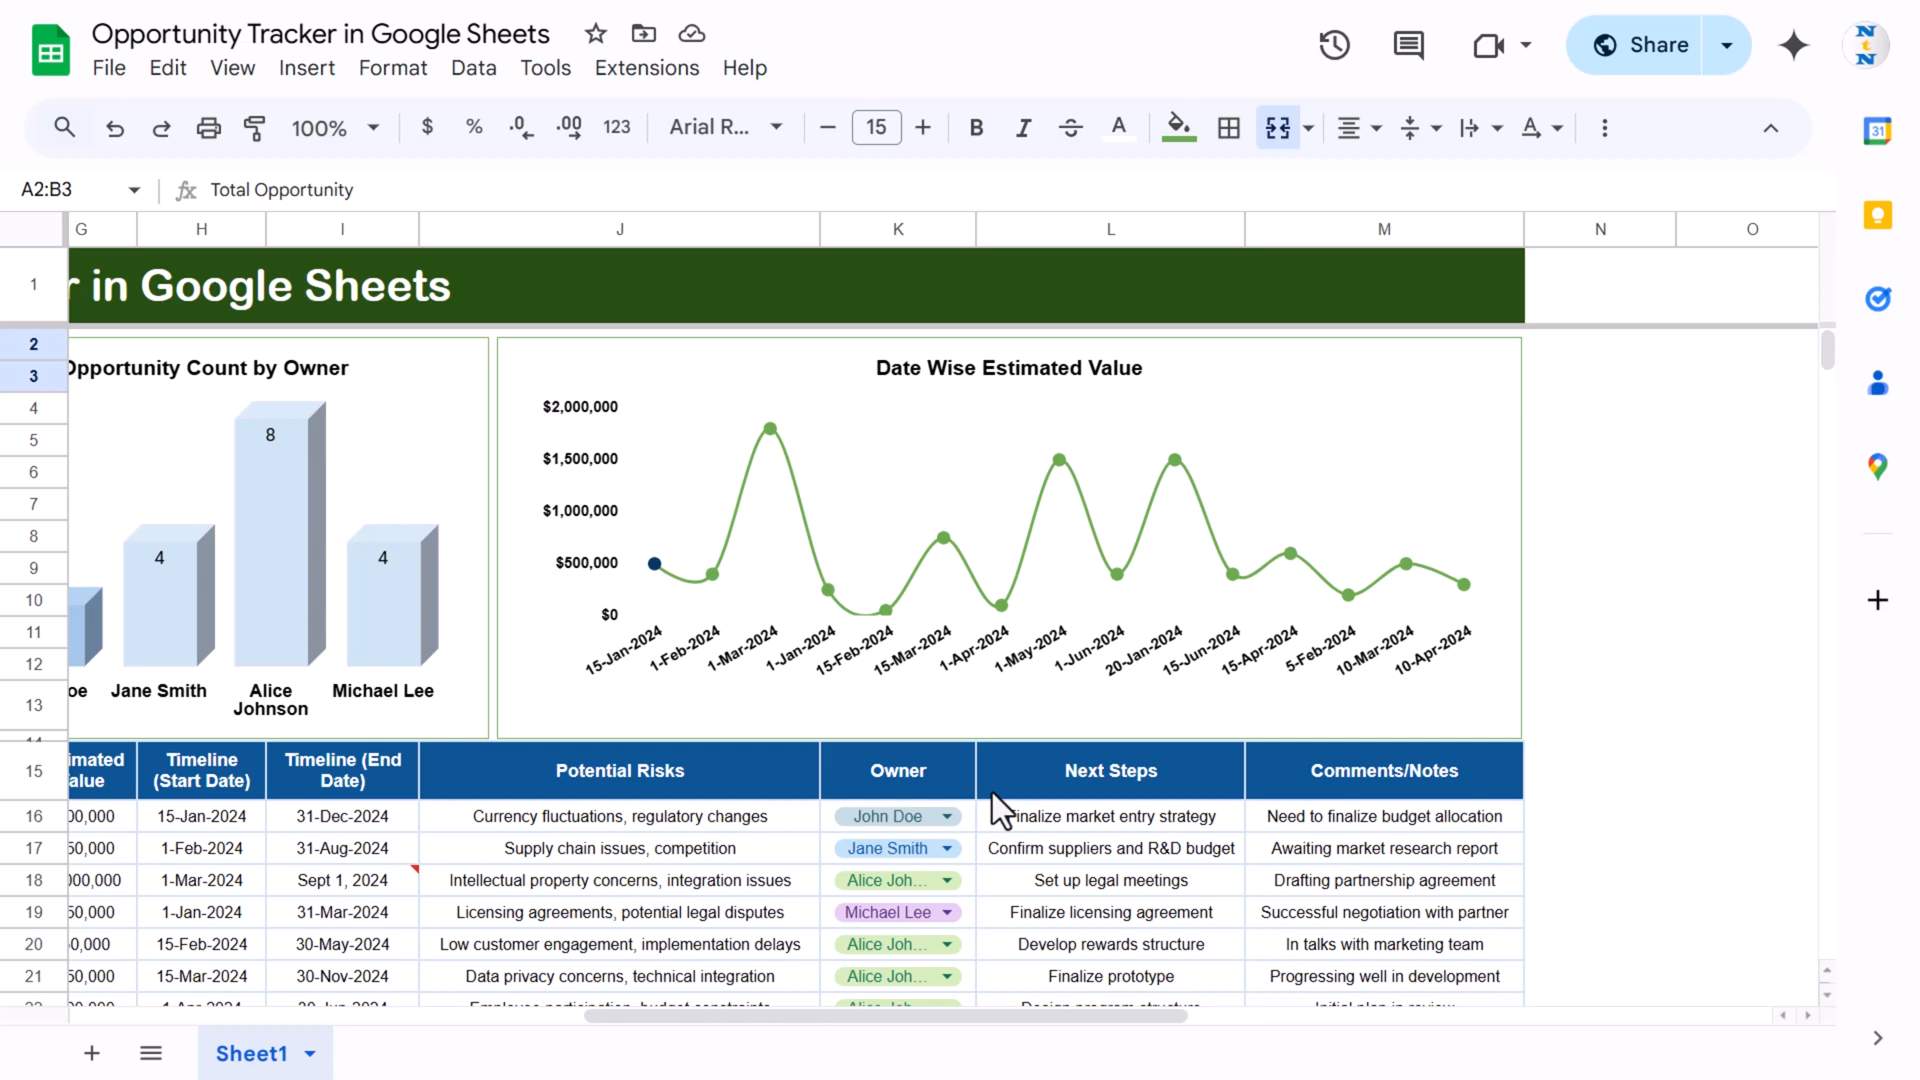 Opportunity Tracker in Google Sheets
File Edit View Insert Format Data Tools Extensions Help
Share
100% $ % .0 .00 123 Arial R... 15 B I A A
A2:B3 Total Opportunity
G H I J K L M N O
1 r in Google Sheets
2
3
4
5
6
7
8
9
10
11
12
13
Opportunity Count by Owner
8
4
4
oe Jane Smith Alice Johnson Michael Lee
Date Wise Estimated Value
$2,000,000
$1,500,000
$1,000,000
$500,000
$0
15-Jan-2024 1-Feb-2024 1-Mar-2024 1-Jan-2024 15-Feb-2024 15-Mar-2024 1-Apr-2024 1-May-2024 1-Jun-2024 20-Jan-2024 15-Jun-2024 15-Apr-2024 5-Feb-2024 10-Mar-2024 10-Apr-2024
15 imated alue Timeline (Start Date) Timeline (End Date) Potential Risks Owner Next Steps Comments/Notes
16 00,000 15-Jan-2024 31-Dec-2024 Currency fluctuations, regulatory changes John Doe inalize market entry strategy Need to finalize budget allocation
17 50,000 1-Feb-2024 31-Aug-2024 Supply chain issues, competition Jane Smith Confirm suppliers and R&D budget Awaiting market research report
18 000,000 1-Mar-2024 Sept 1, 2024 Intellectual property concerns, integration issues Alice Joh... Set up legal meetings Drafting partnership agreement
19 50,000 1-Jan-2024 31-Mar-2024 Licensing agreements, potential legal disputes Michael Lee Finalize licensing agreement Successful negotiation with partner
20 0,000 15-Feb-2024 30-May-2024 Low customer engagement, implementation delays Alice Joh... Develop rewards structure In talks with marketing team
21 50,000 15-Mar-2024 30-Nov-2024 Data privacy concerns, technical integration Alice Joh... Finalize prototype Progressing well in development
Sheet1
31
N
t
N